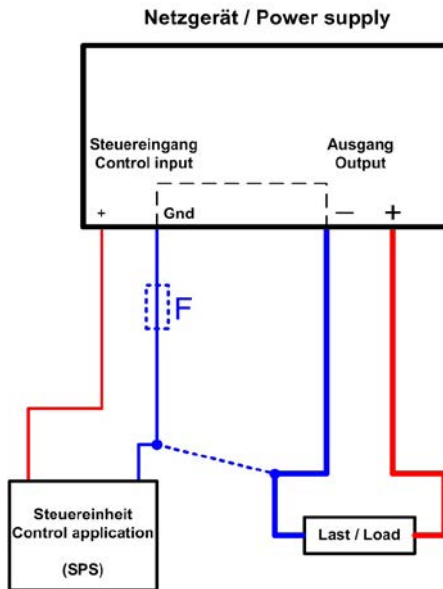 Netzgerät / Power supply
Steuereingang
Control input
Ausgang
Output
+
Gnd
—
+
F
Steuereinheit
Control application
(SPS)
Last / Load